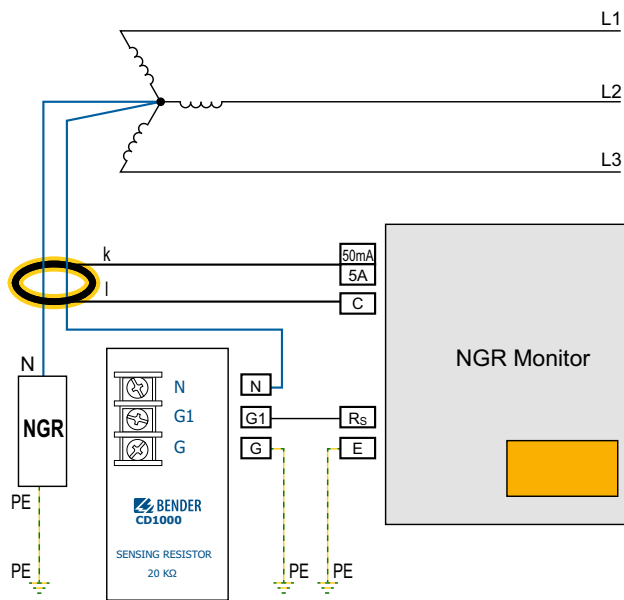 L1
L2
L3
k
50mA
5A
l
C
NGR Monitor
N
NGR
N
G1
G
N
G1
G
Rs
E
PE
BENDER
CD1000
SENSING RESISTOR
20 KΩ
PE
PE
PE